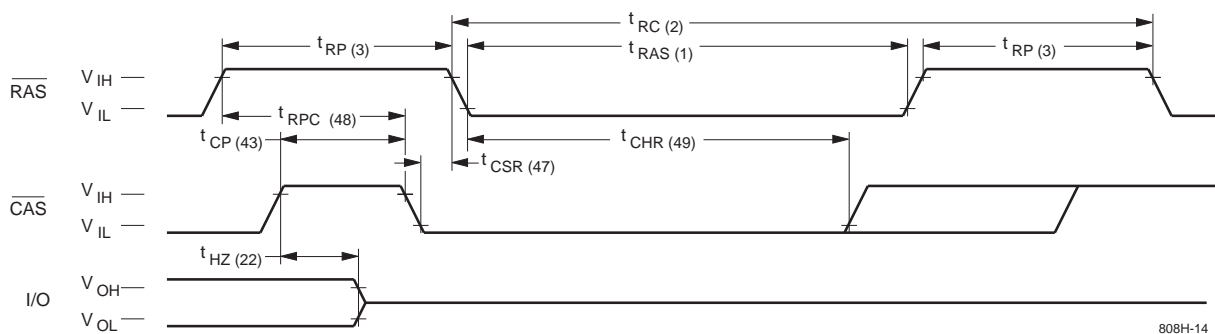 t RC (2)
t RP (3)
t RAS (1)
t RP (3)
RAS
V IH
V IL
t RPC (48)
t CP (43)
t CHR (49)
t CSR (47)
CAS
V IH
V IL
t HZ (22)
I/O
V OH
V OL
808H-14